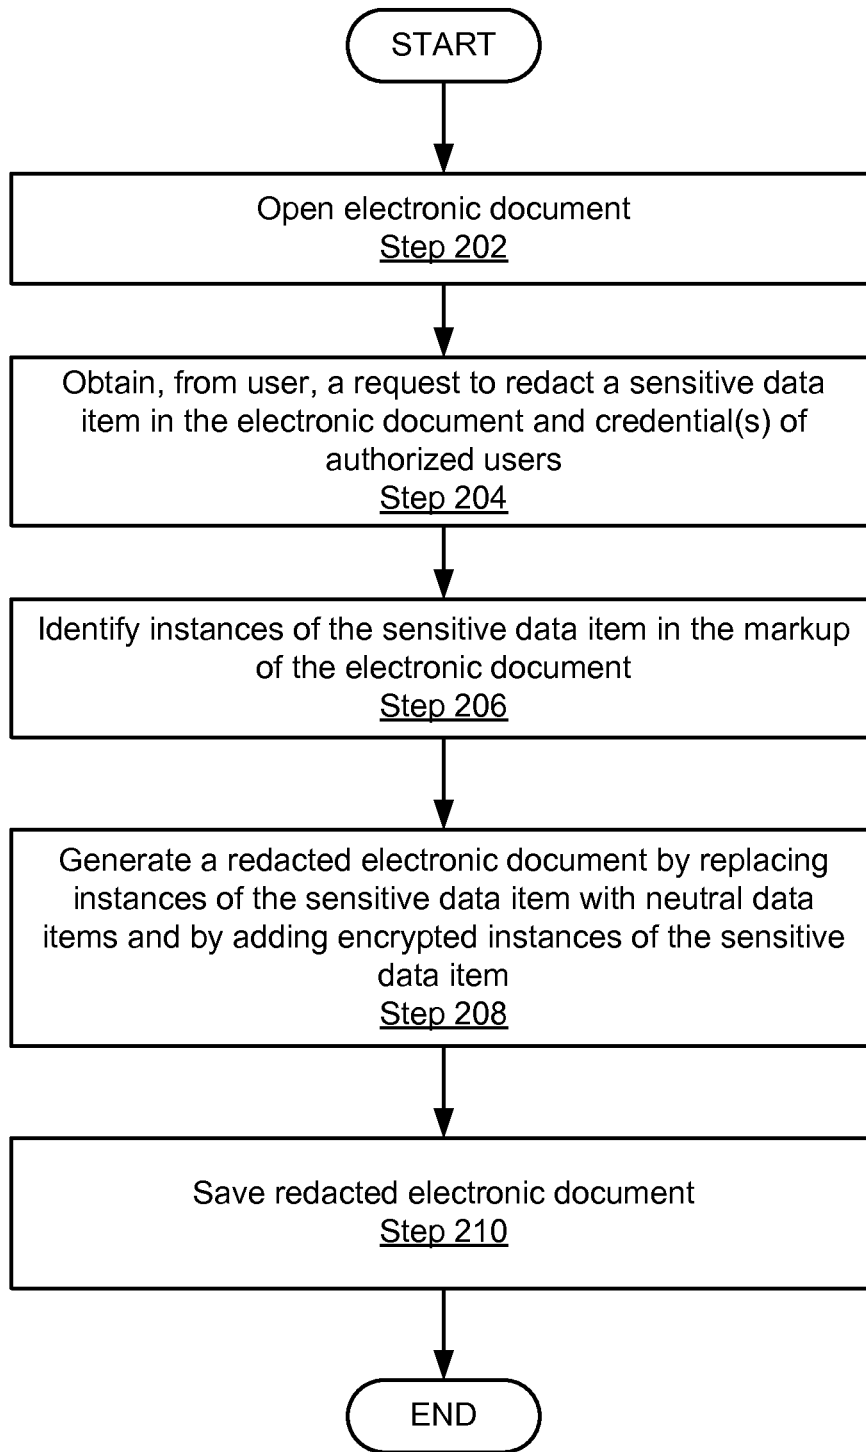 START
Open electronic document
Step 202
Obtain, from user, a request to redact a sensitive data
item in the electronic document and credential(s) of
authorized users
Step 204
Identify instances of the sensitive data item in the markup
of the electronic document
Step 206
Generate a redacted electronic document by replacing
instances of the sensitive data item with neutral data
items and by adding encrypted instances of the sensitive
data item
Step 208
Save redacted electronic document
Step 210
END